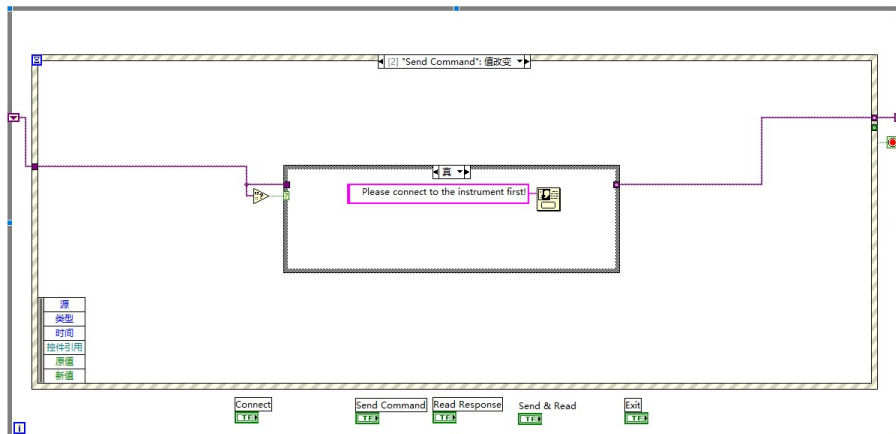 [2] "Send Command": 值改变
真
Please connect to the instrument first!
?
源
类型
时间
控件引用
原值
新值
Connect
Send Command
Read Response
Send & Read
Exit
TF
TF
TF
TF
TF
i